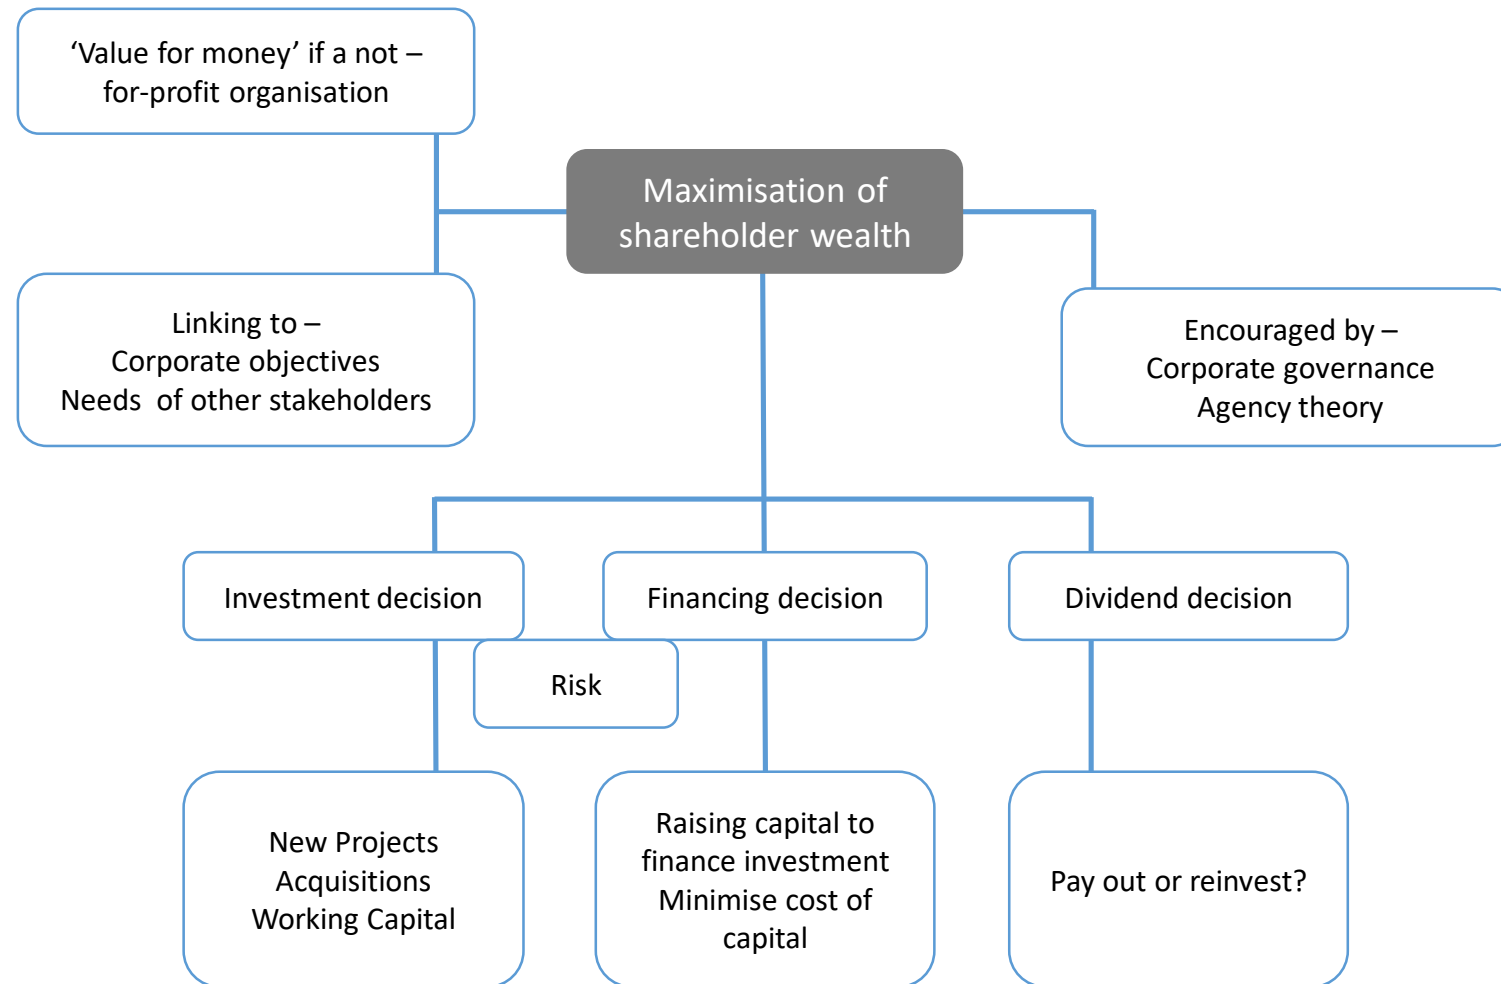 ‘Value for money’ if a not –
for-profit organisation
Maximisation of
shareholder wealth
Linking to –
Corporate objectives
Needs  of other stakeholders
Encouraged by –
Corporate governance
Agency theory
Investment decision
Financing decision
Dividend decision
Risk
New Projects
Acquisitions
Working Capital
Raising capital to
finance investment
Minimise cost of
capital
Pay out or reinvest?